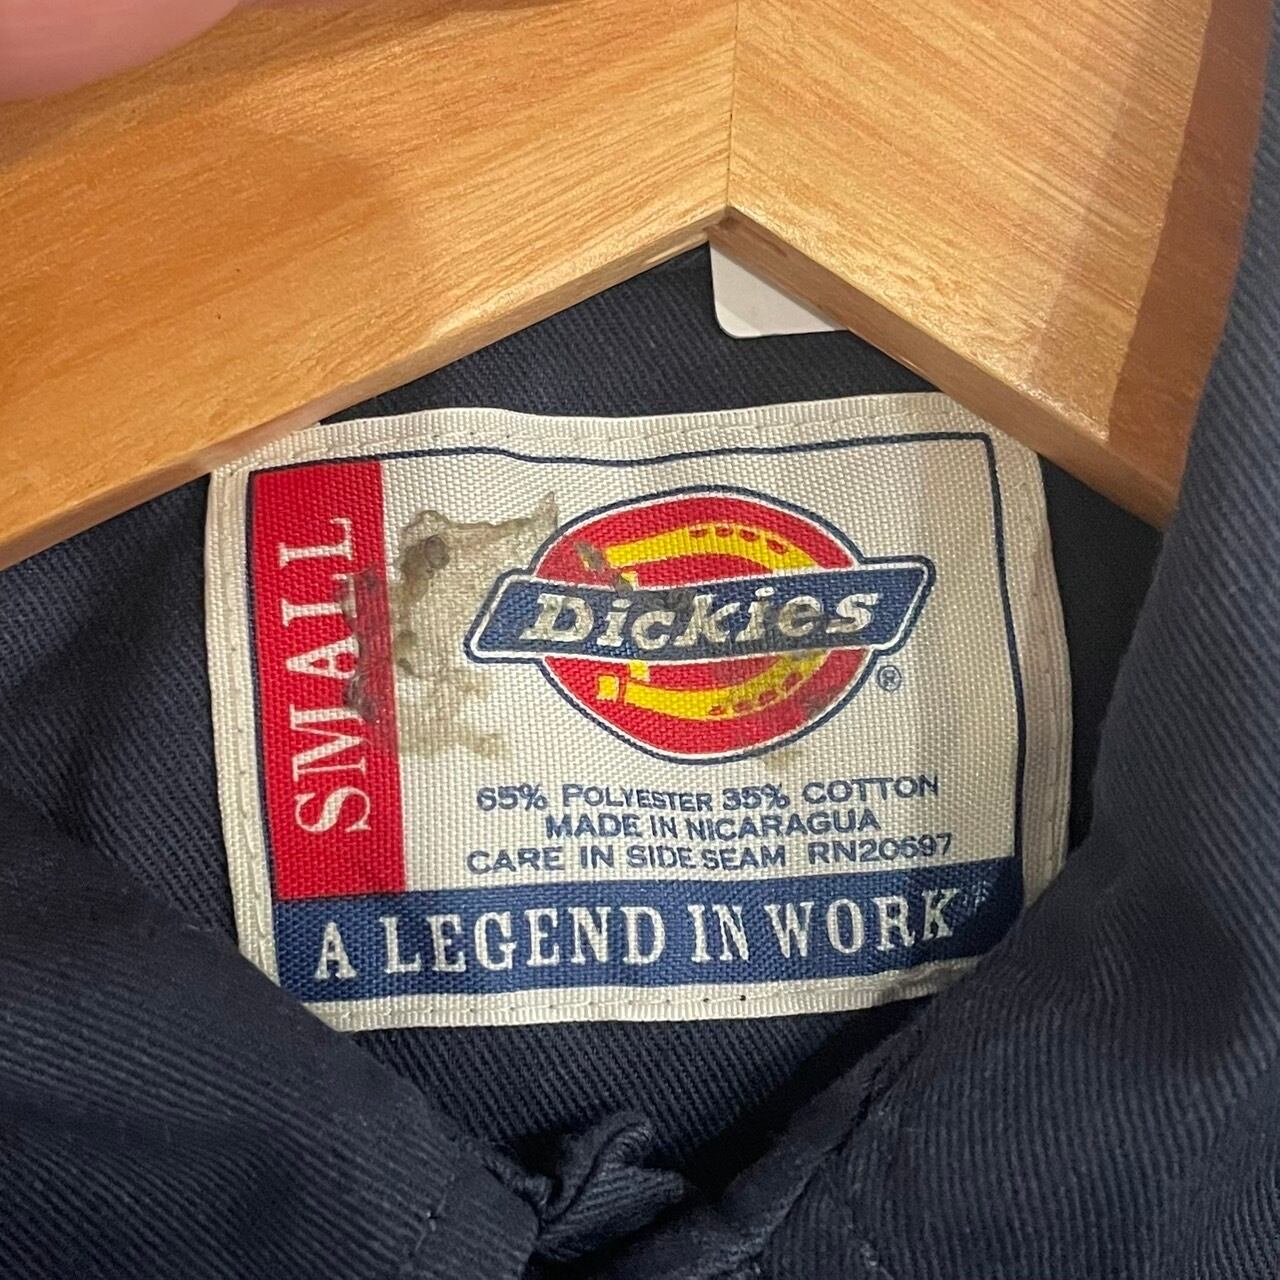 SMALL
Dickies
®
65% POLYESTER 35% COTTON
MADE IN NICARAGUA
CARE IN SIDE SEAM RN20697
A LEGEND IN WORK